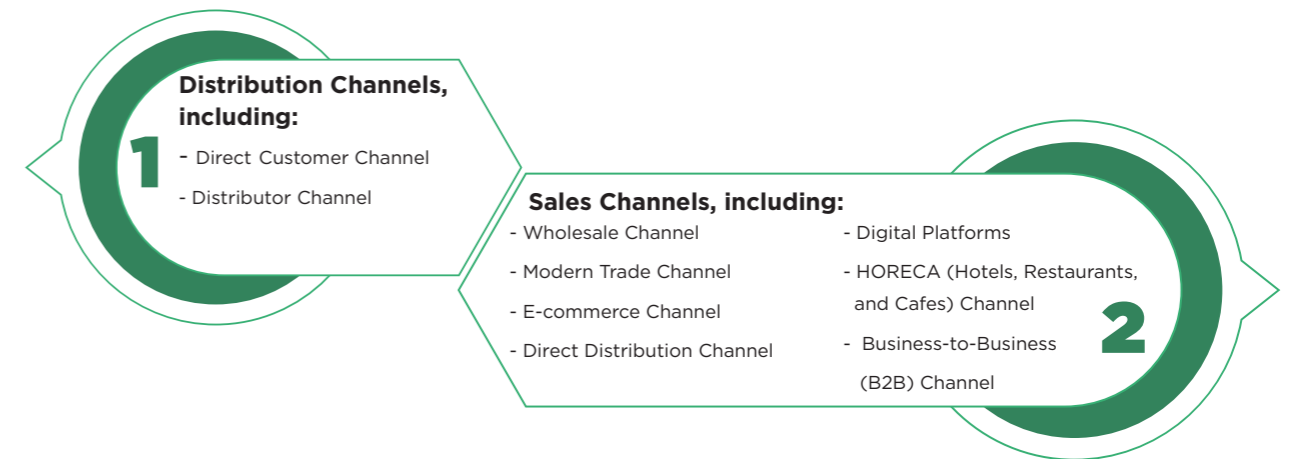 1
Distribution Channels,
including:
- Direct Customer Channel
- Distributor Channel
Sales Channels, including:
- Wholesale Channel
- Modern Trade Channel
- E-commerce Channel
- Direct Distribution Channel
- Digital Platforms
- HORECA (Hotels, Restaurants,
and Cafes) Channel
- Business-to-Business
(B2B) Channel
2